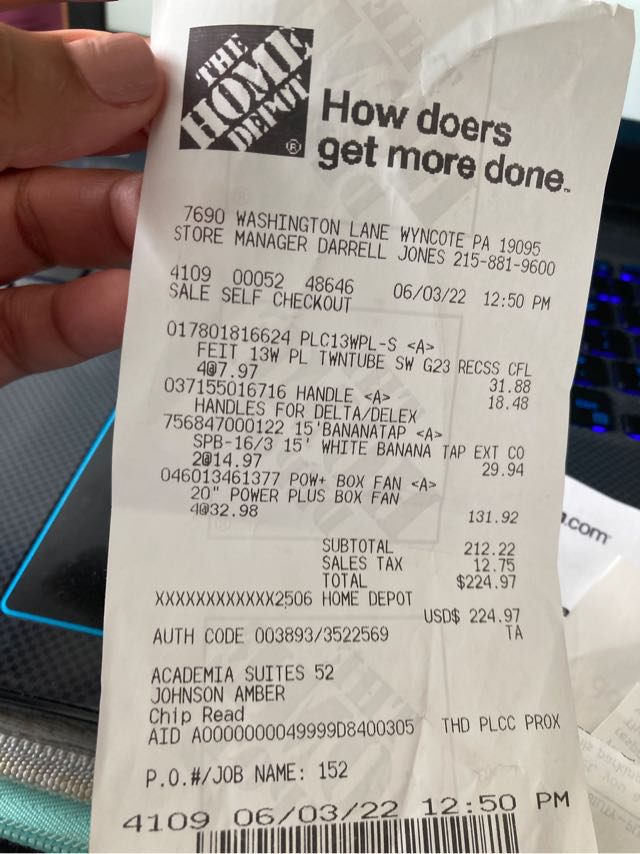 THE
HOME
DEPOT
®
How doers
get more done.™
7690 WASHINGTON LANE WYNCOTE PA 19095
STORE MANAGER DARRELL JONES 215-881-9600
4109 00052 48646 06/03/22 12:50 PM
SALE SELF CHECKOUT
017801816624 PLC13WPL-S <A>
FEIT 13W PL TWNTUBE SW G23 RECSS CFL
4@7.97 31.88
037155016716 HANDLE <A> 18.48
HANDLES FOR DELTA/DELEX
756847000122 15'BANANATAP <A>
SPB-16/3 15' WHITE BANANA TAP EXT CO
2@14.97 29.94
046013461377 POW+ BOX FAN <A>
20" POWER PLUS BOX FAN
4@32.98 131.92
SUBTOTAL 212.22
SALES TAX 12.75
TOTAL $224.97
XXXXXXXXXXXX2506 HOME DEPOT
USD$ 224.97
AUTH CODE 003893/3522569 TA
ACADEMIA SUITES 52
JOHNSON AMBER
Chip Read
AID A0000000049999D8400305 THD PLCC PROX
P.O.#/JOB NAME: 152
4109 06/03/22 12:50 PM
.com